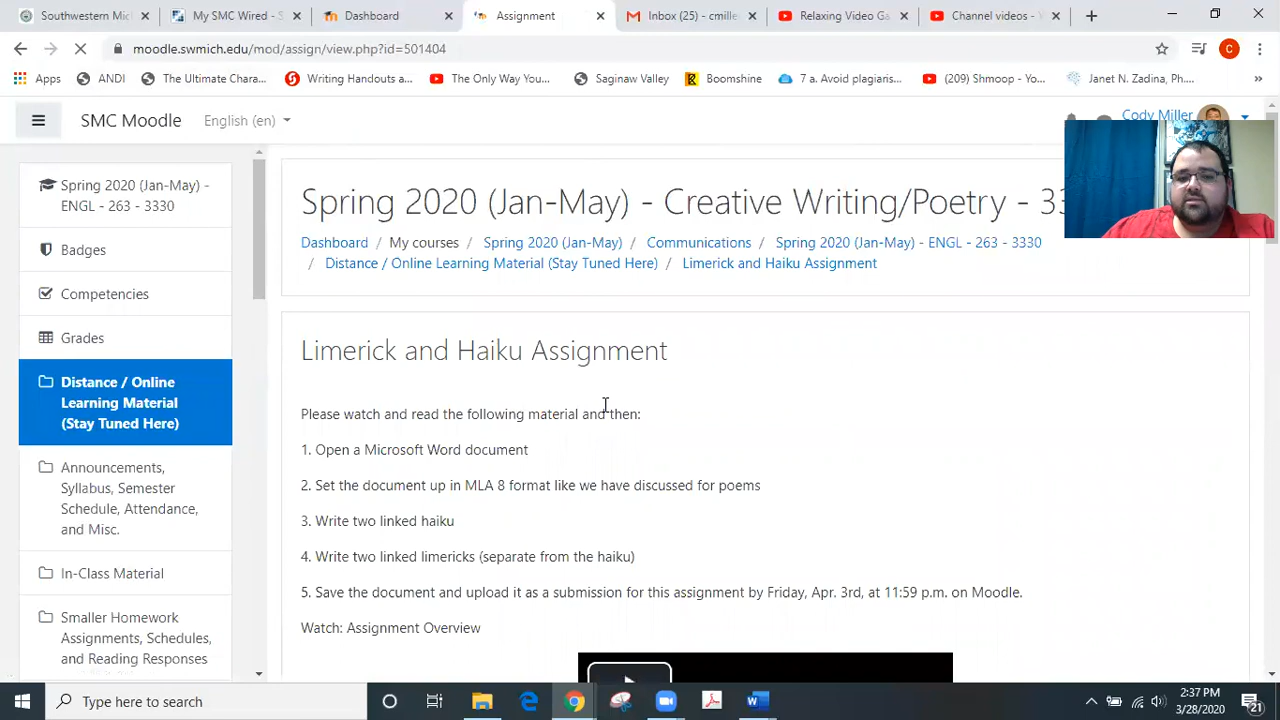 Southwestern Mic
My SMC Wired - S
Dashboard
Assignment
Inbox (25) - cmille
Relaxing Video Ga
Channel videos - Y
moodle.swmich.edu/mod/assign/view.php?id=501404
C
Apps
ANDI
The Ultimate Chara...
Writing Handouts a...
The Only Way You...
Saginaw Valley
Boomshine
7 a. Avoid plagiaris...
(209) Shmoop - Yo...
Janet N. Zadina, Ph....
»
SMC Moodle
English (en)
Cody Miller
Spring 2020 (Jan-May) -
ENGL - 263 - 3330
Badges
Competencies
Grades
Distance / Online
Learning Material
(Stay Tuned Here)
Announcements,
Syllabus, Semester
Schedule, Attendance,
and Misc.
In-Class Material
Smaller Homework
Assignments, Schedules,
and Reading Responses
Spring 2020 (Jan-May) - Creative Writing/Poetry - 33
Dashboard / My courses / Spring 2020 (Jan-May) / Communications / Spring 2020 (Jan-May) - ENGL - 263 - 3330
/ Distance / Online Learning Material (Stay Tuned Here) / Limerick and Haiku Assignment
Limerick and Haiku Assignment
Please watch and read the following material and then:
1. Open a Microsoft Word document
2. Set the document up in MLA 8 format like we have discussed for poems
3. Write two linked haiku
4. Write two linked limericks (separate from the haiku)
5. Save the document and upload it as a submission for this assignment by Friday, Apr. 3rd, at 11:59 p.m. on Moodle.
Watch: Assignment Overview
Type here to search
2:37 PM
3/28/2020
21